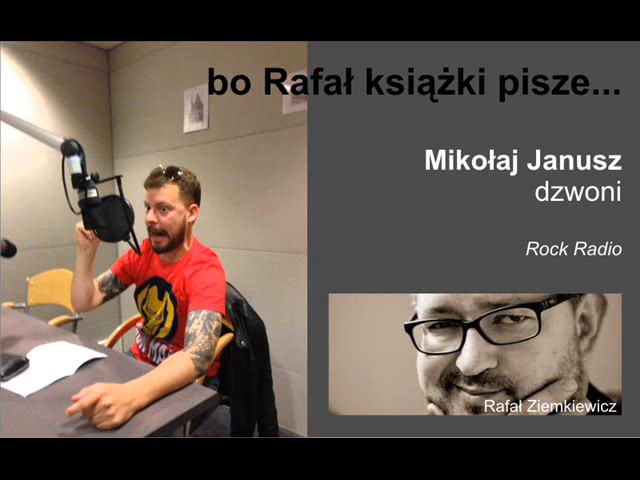 bo Rafał książki pisze...
Mikołaj Janusz
dzwoni
Rock Radio
Rafał Ziemkiewicz